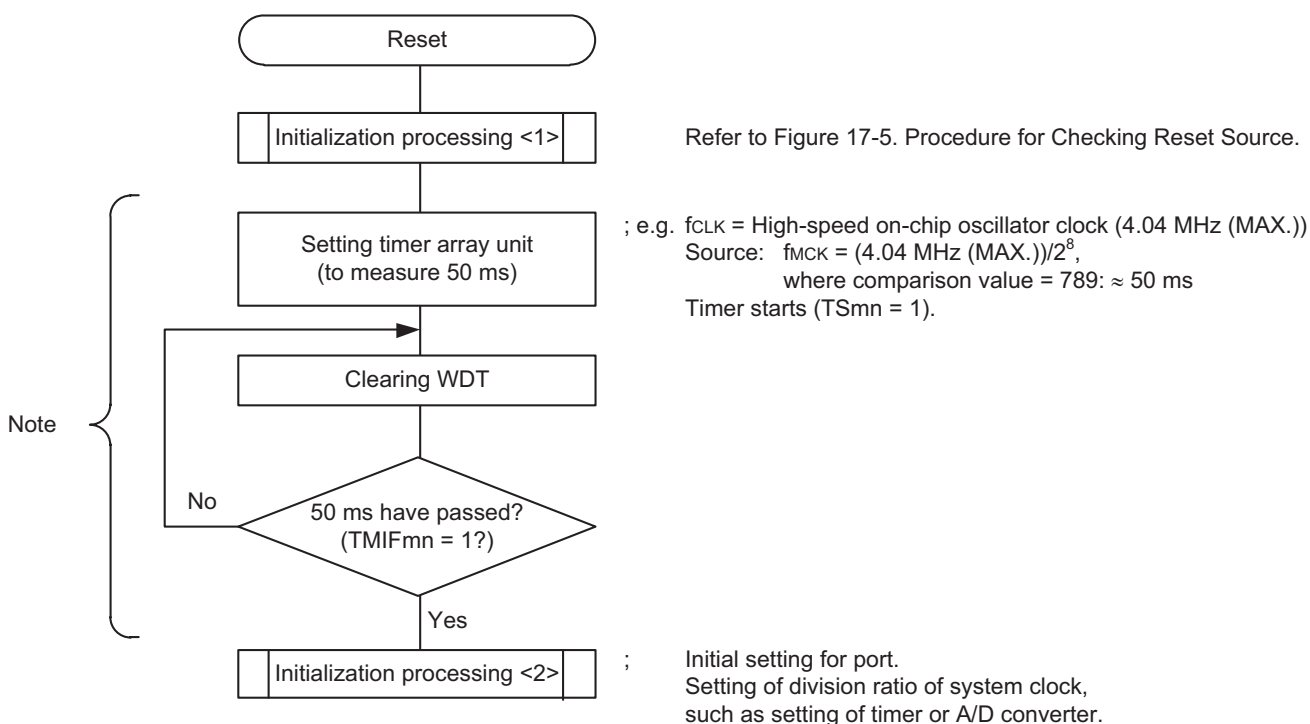 Reset
Initialization processing <1>
Refer to Figure 17-5. Procedure for Checking Reset Source.
Setting timer array unit
(to measure 50 ms)
; e.g. fCLK = High-speed on-chip oscillator clock (4.04 MHz (MAX.))
Source: fMCK = (4.04 MHz (MAX.))/2⁸,
where comparison value = 789: ≈ 50 ms
Timer starts (TSmn = 1).
Clearing WDT
Note
No
50 ms have passed?
(TMIFmn = 1?)
Yes
Initialization processing <2>
; Initial setting for port.
Setting of division ratio of system clock,
such as setting of timer or A/D converter.